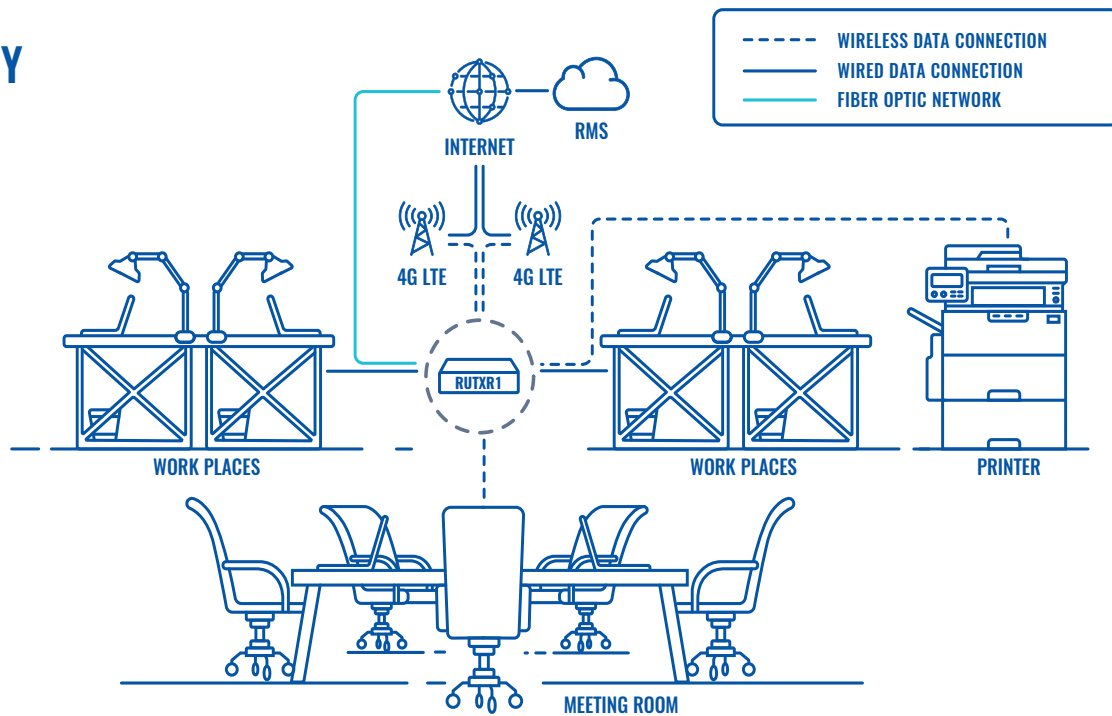 Y
WIRELESS DATA CONNECTION
WIRED DATA CONNECTION
FIBER OPTIC NETWORK
INTERNET
RMS
4G LTE
4G LTE
RUTXR1
WORK PLACES
WORK PLACES
PRINTER
MEETING ROOM